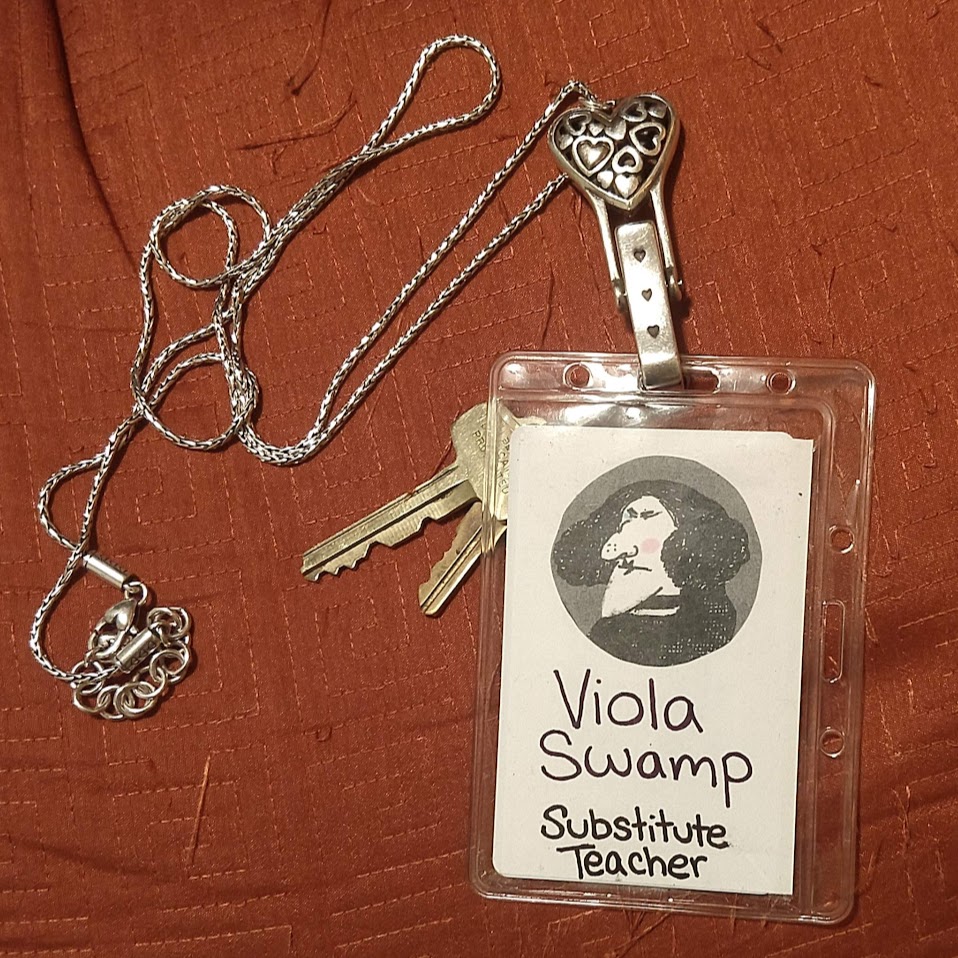 Viola
Swamp
Substitute
Teacher